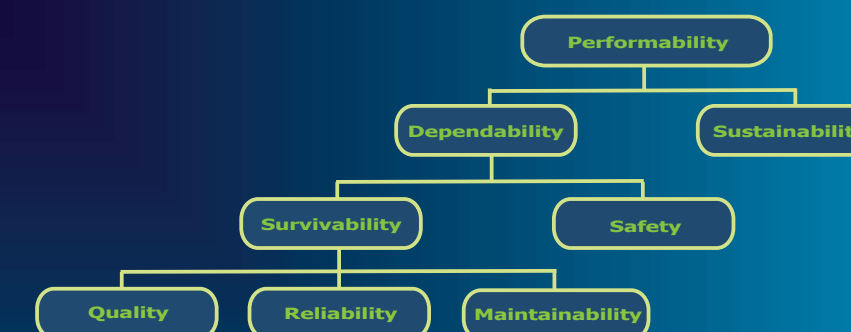 Performability
Dependability
Sustainabilit
Survivability
Safety
Quality
Reliability
Maintainability